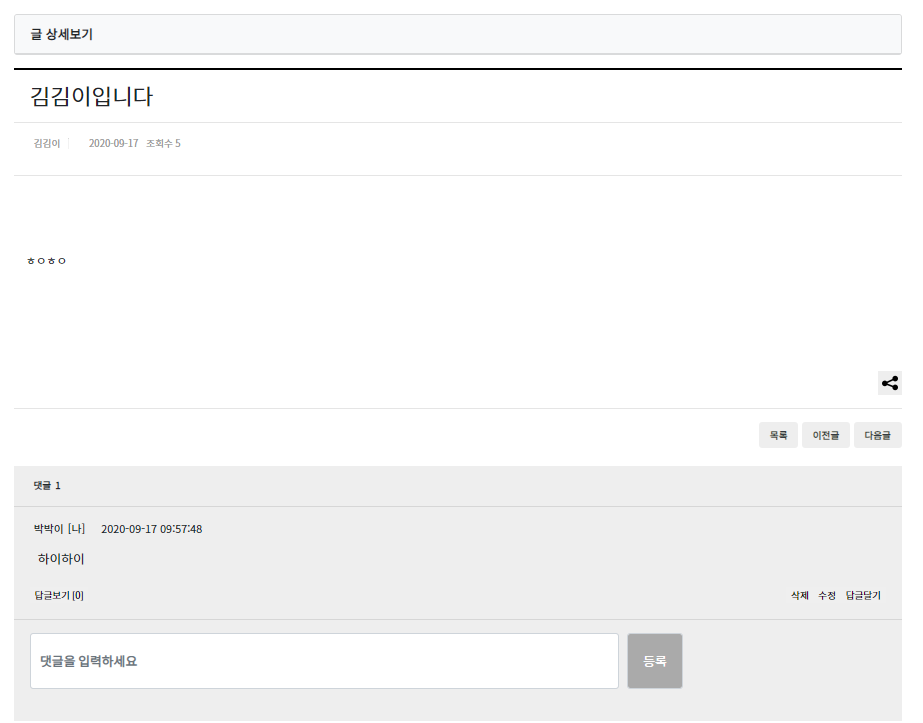 글 상세보기
김김이입니다
김김이 2020-09-17 조회수 5
ㅎㅇㅎㅇ
목록 이전글 다음글
댓글 1
박박이 [나] 2020-09-17 09:57:48
하이하이
답글보기 [0] 삭제 수정 답글달기
댓글을 입력하세요 등록